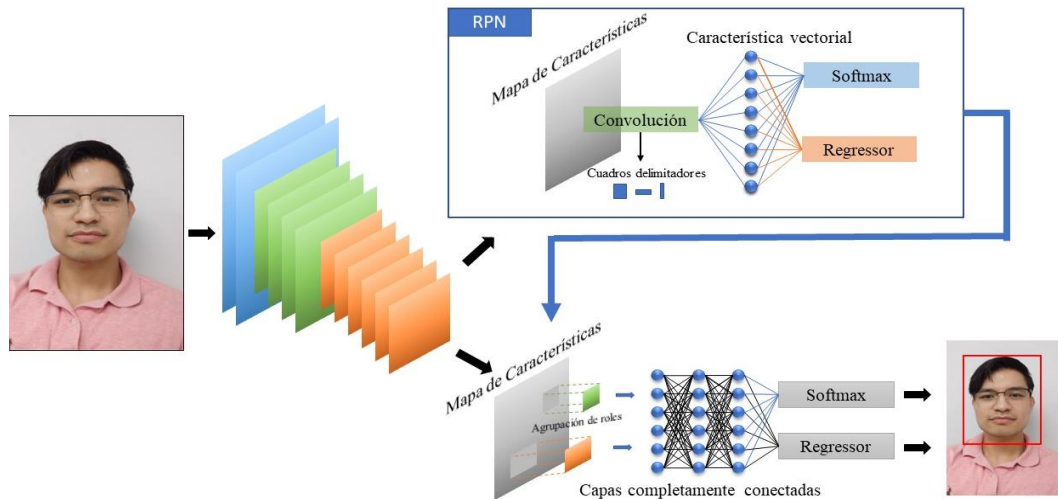 RPN
Mapa de Características
Característica vectorial
Convolución
Softmax
Regressor
Cuadros delimitadores
Mapa de Características
Agrupación de roles
Softmax
Regressor
Capas completamente conectadas